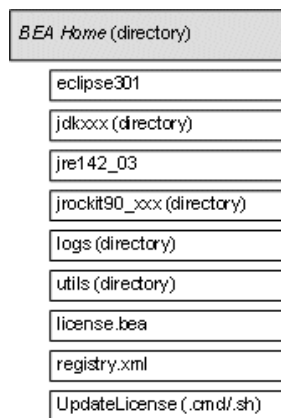 BEA Home (directory)
eclipse301
jdkxxx (directory)
jre142_03
jrockit90_xxx (directory)
logs (directory)
utils (directory)
license.bea
registry.xml
UpdateLicense (.cmd/.sh)